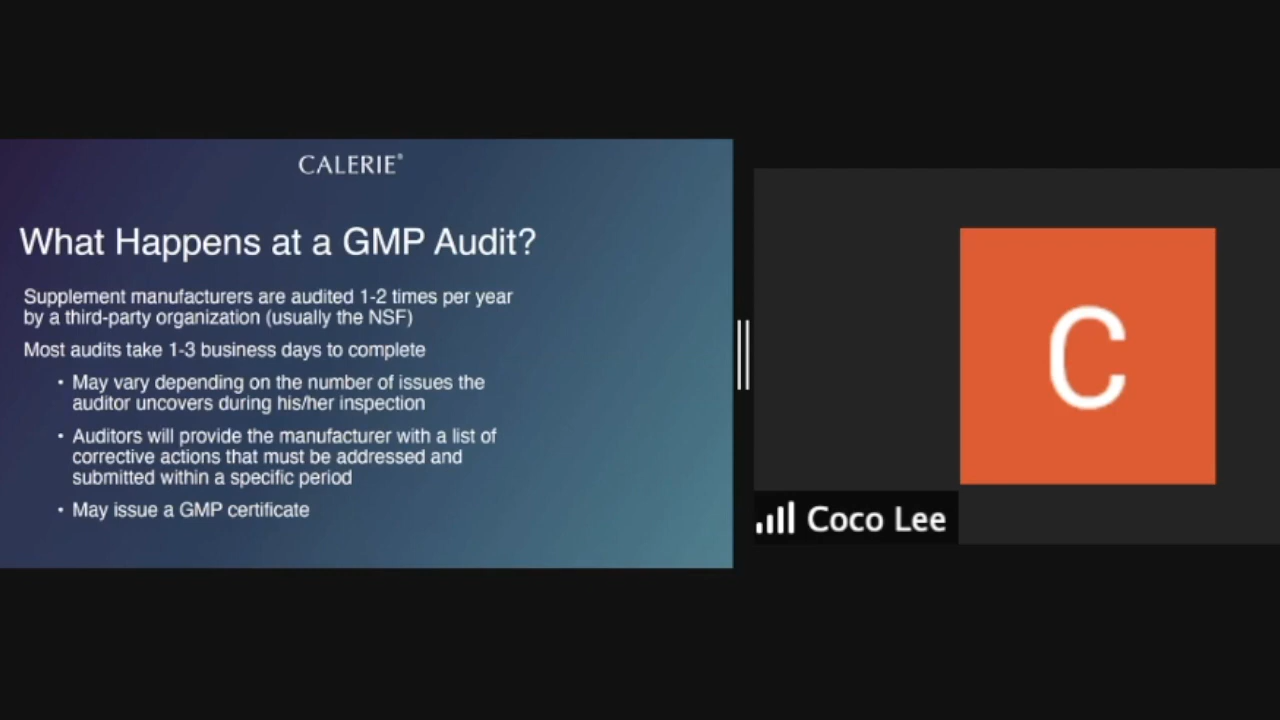 CALERIE®
What Happens at a GMP Audit?
Supplement manufacturers are audited 1-2 times per year
by a third-party organization (usually the NSF)
Most audits take 1-3 business days to complete
• May vary depending on the number of issues the
auditor uncovers during his/her inspection
• Auditors will provide the manufacturer with a list of
corrective actions that must be addressed and
submitted within a specific period
• May issue a GMP certificate
C
Coco Lee